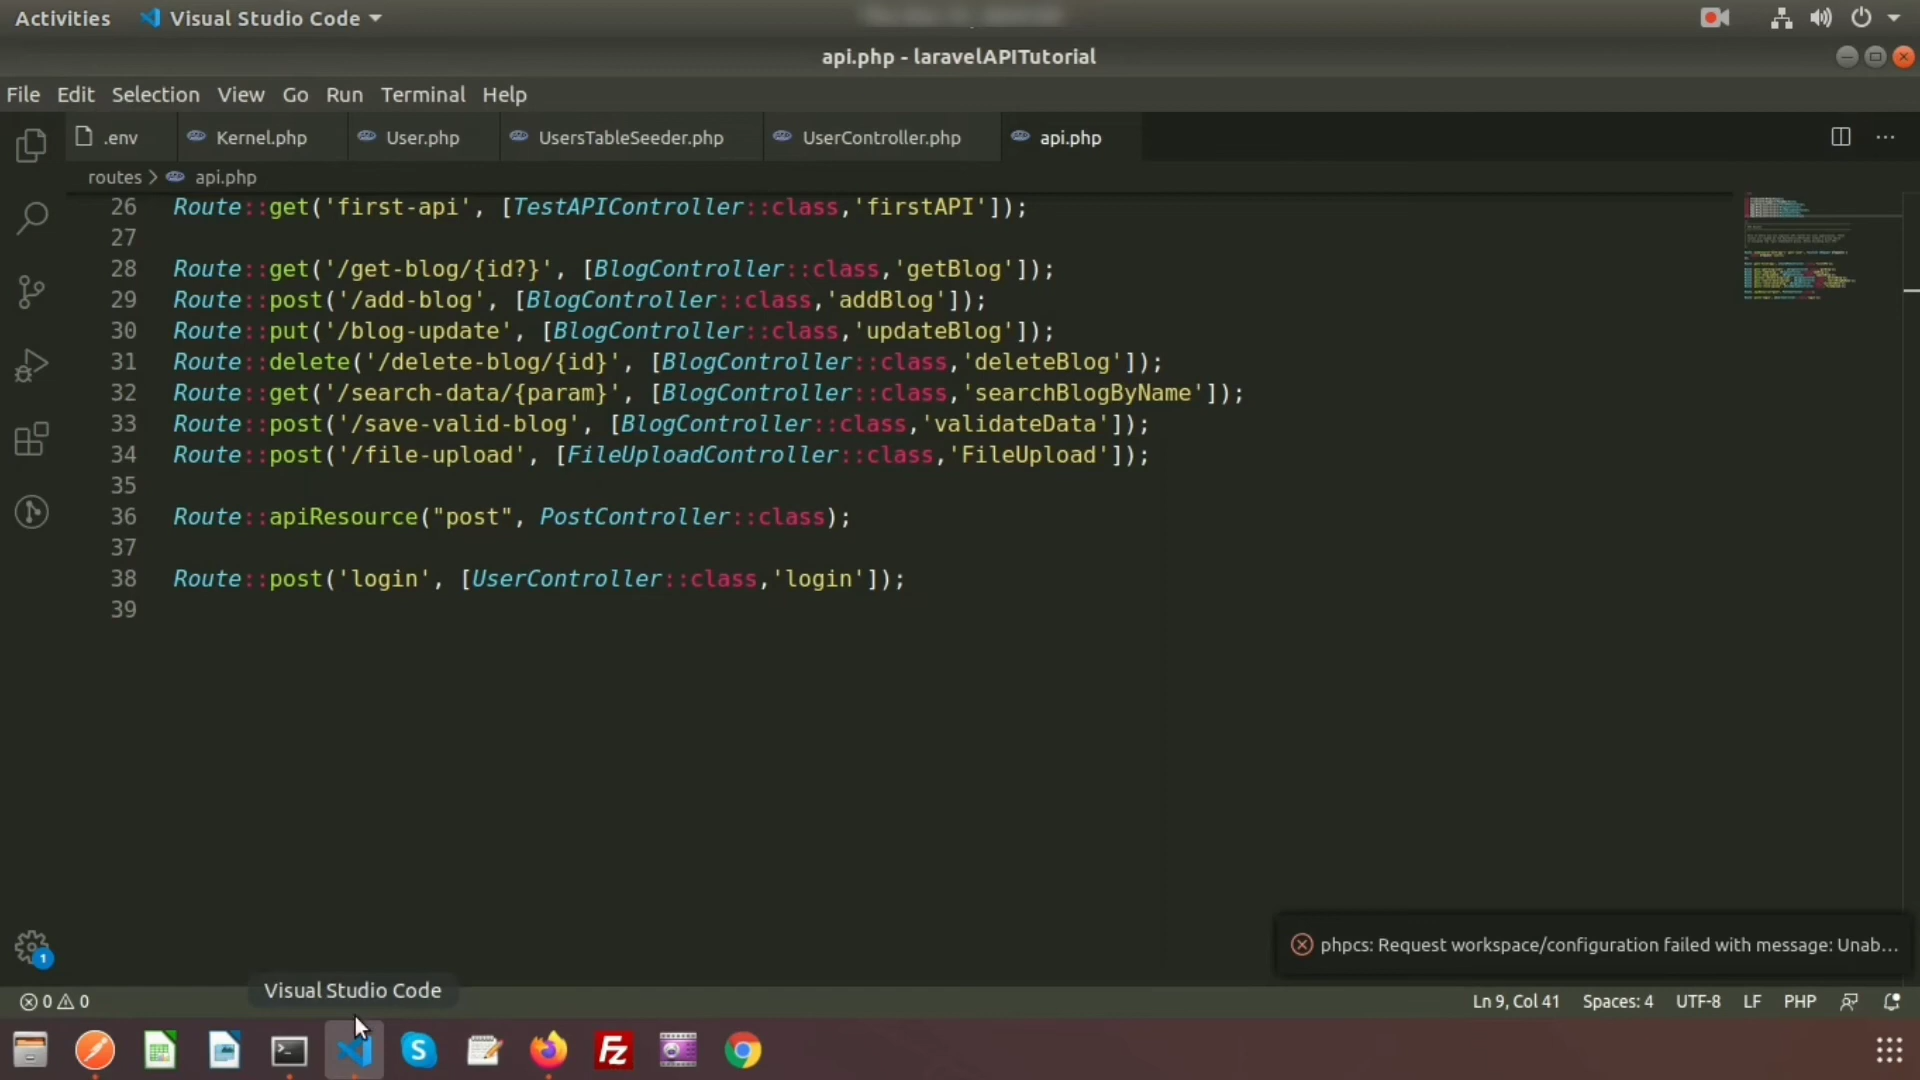 Activities Visual Studio Code
api.php - laravelAPITutorial
File Edit Selection View Go Run Terminal Help
.env Kernel.php User.php UsersTableSeeder.php UserController.php api.php
routes > api.php
26 Route::get('first-api', [TestAPIController::class,'firstAPI']);
27
28 Route::get('/get-blog/{id?}', [BlogController::class,'getBlog']);
29 Route::post('/add-blog', [BlogController::class,'addBlog']);
30 Route::put('/blog-update', [BlogController::class,'updateBlog']);
31 Route::delete('/delete-blog/{id}', [BlogController::class,'deleteBlog']);
32 Route::get('/search-data/{param}', [BlogController::class,'searchBlogByName']);
33 Route::post('/save-valid-blog', [BlogController::class,'validateData']);
34 Route::post('/file-upload', [FileUploadController::class,'FileUpload']);
35
36 Route::apiResource("post", PostController::class);
37
38 Route::post('login', [UserController::class,'login']);
39
phpcs: Request workspace/configuration failed with message: Unab...
1
Visual Studio Code
0 0 Ln 9, Col 41 Spaces: 4 UTF-8 LF PHP